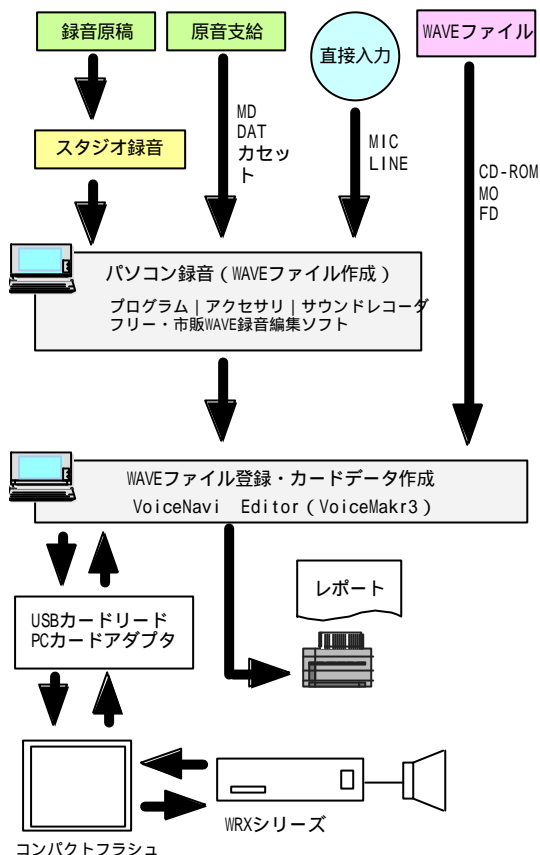 録音原稿
原音支給
直接入力
WAVEファイル
スタジオ録音
MD
DAT
カセッ
ト
MIC
LINE
CD-ROM
MO
FD
パソコン録音（WAVEファイル作成）
プログラム｜アクセサリ｜サウンドレコーダ
フリー・市販WAVE録音編集ソフト
WAVEファイル登録・カードデータ作成
VoiceNavi Editor（VoiceMakr3）
レポート
USBカードリード
PCカードアダプタ
WRXシリーズ
コンパクトフラシュ